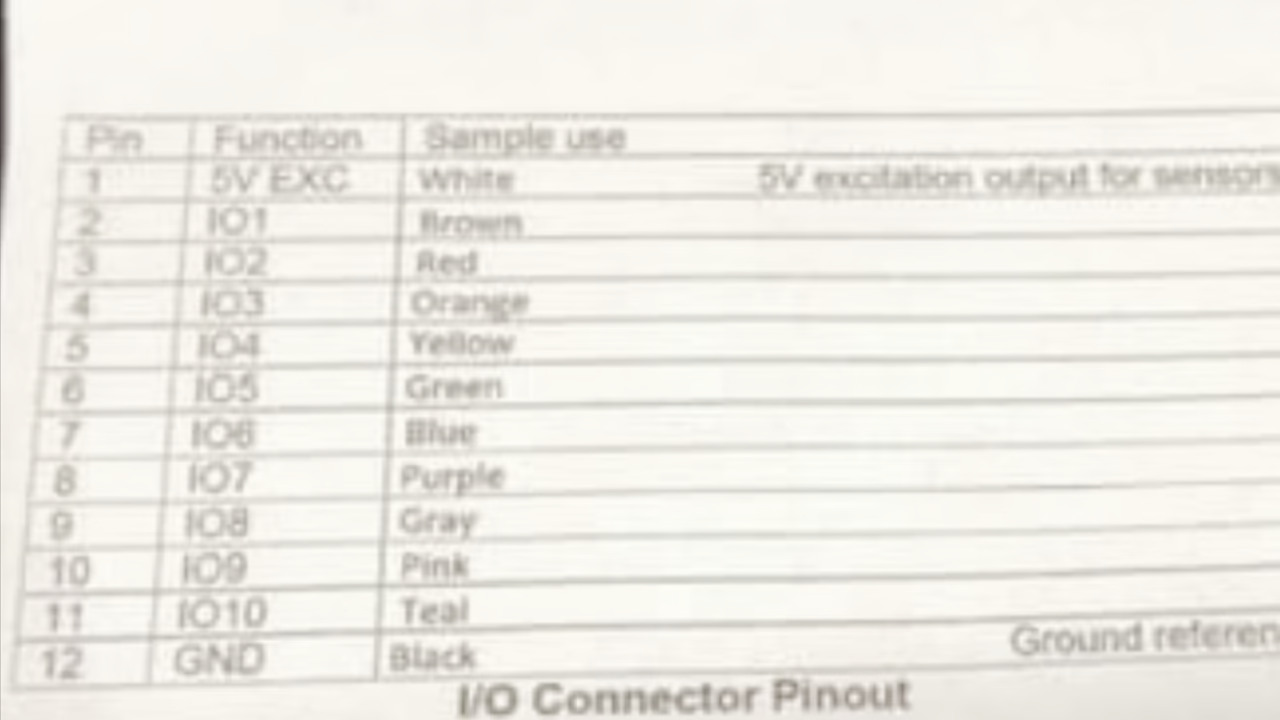 Pin Function Sample use
1 5V EXC White 5V excitation output for sensors
2 IO1 Brown
3 IO2 Red
4 IO3 Orange
5 IO4 Yellow
6 IO5 Green
7 IO6 Blue
8 IO7 Purple
9 IO8 Gray
10 IO9 Pink
11 IO10 Teal
12 GND Black Ground referen
I/O Connector Pinout